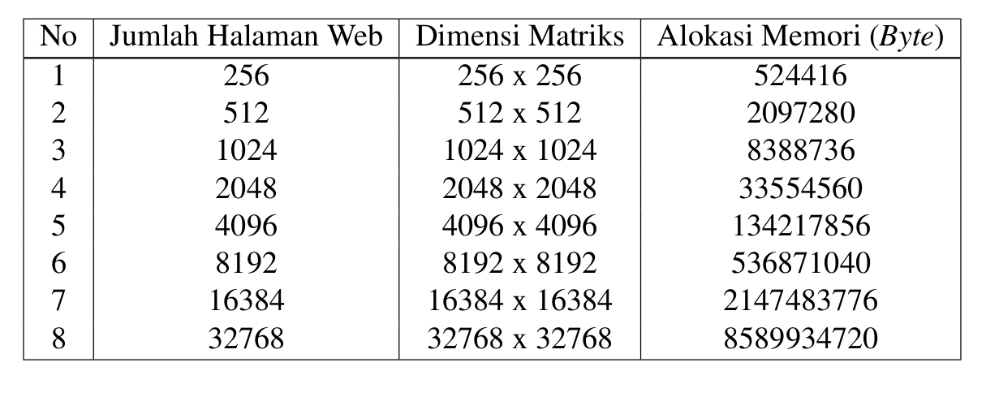 No Jumlah Halaman Web Dimensi Matriks Alokasi Memori (Byte)
1 256 256 x 256 524416
2 512 512 x 512 2097280
3 1024 1024 x 1024 8388736
4 2048 2048 x 2048 33554560
5 4096 4096 x 4096 134217856
6 8192 8192 x 8192 536871040
7 16384 16384 x 16384 2147483776
8 32768 32768 x 32768 8589934720